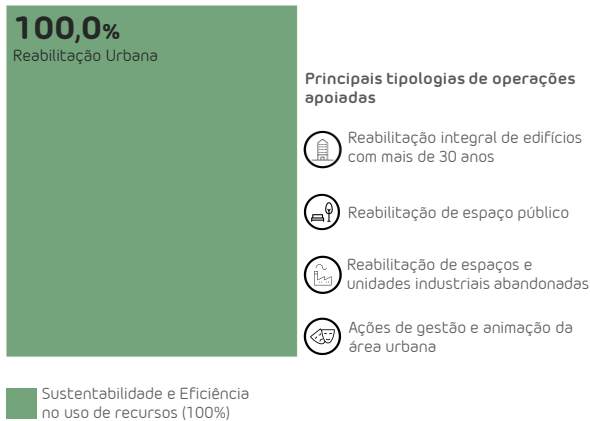 100,0%
Reabilitação Urbana
Principais tipologias de operações
apoiadas
Reabilitação integral de edifícios
com mais de 30 anos
Reabilitação de espaço público
Reabilitação de espaços e
unidades industriais abandonadas
Ações de gestão e animação da
área urbana
Sustentabilidade e Eficiência
no uso de recursos (100%)